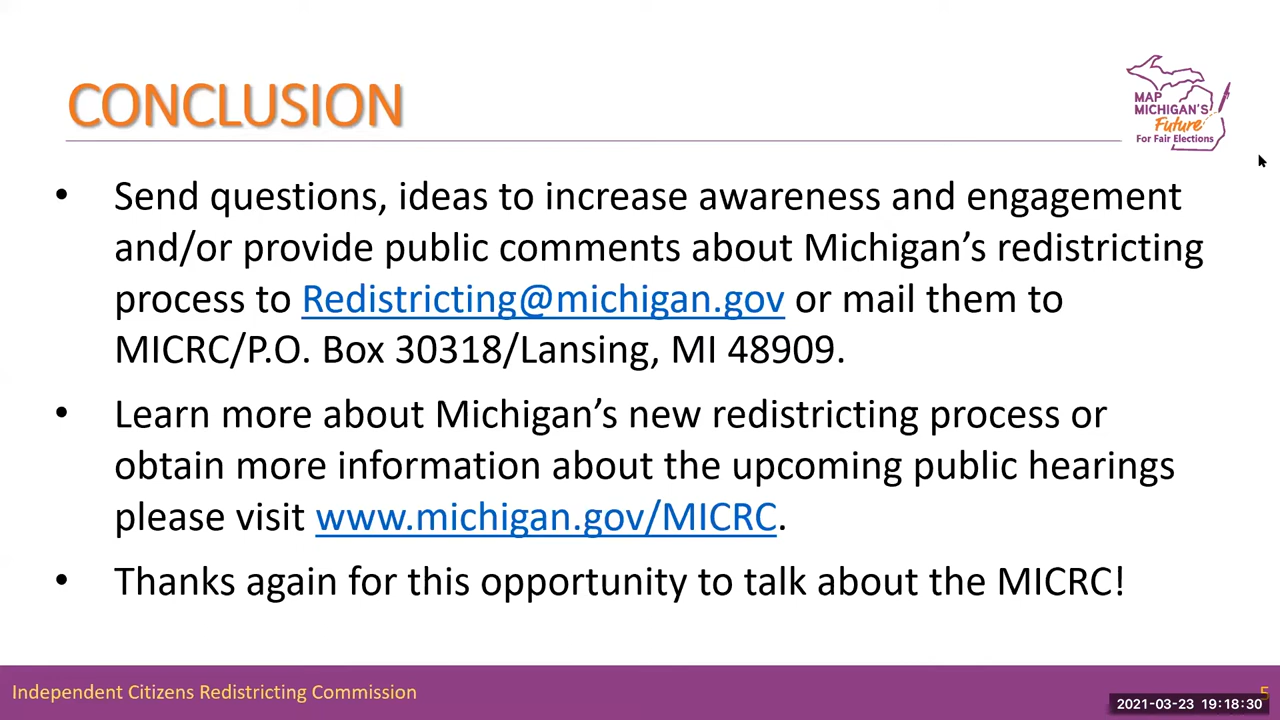 CONCLUSION
MAP
MICHIGAN'S
Future
For Fair Elections
• Send questions, ideas to increase awareness and engagement
and/or provide public comments about Michigan's redistricting
process to Redistricting@michigan.gov or mail them to
MICRC/P.O. Box 30318/Lansing, MI 48909.
• Learn more about Michigan's new redistricting process or
obtain more information about the upcoming public hearings
please visit www.michigan.gov/MICRC.
• Thanks again for this opportunity to talk about the MICRC!
Independent Citizens Redistricting Commission
5
2021-03-23 19:18:30